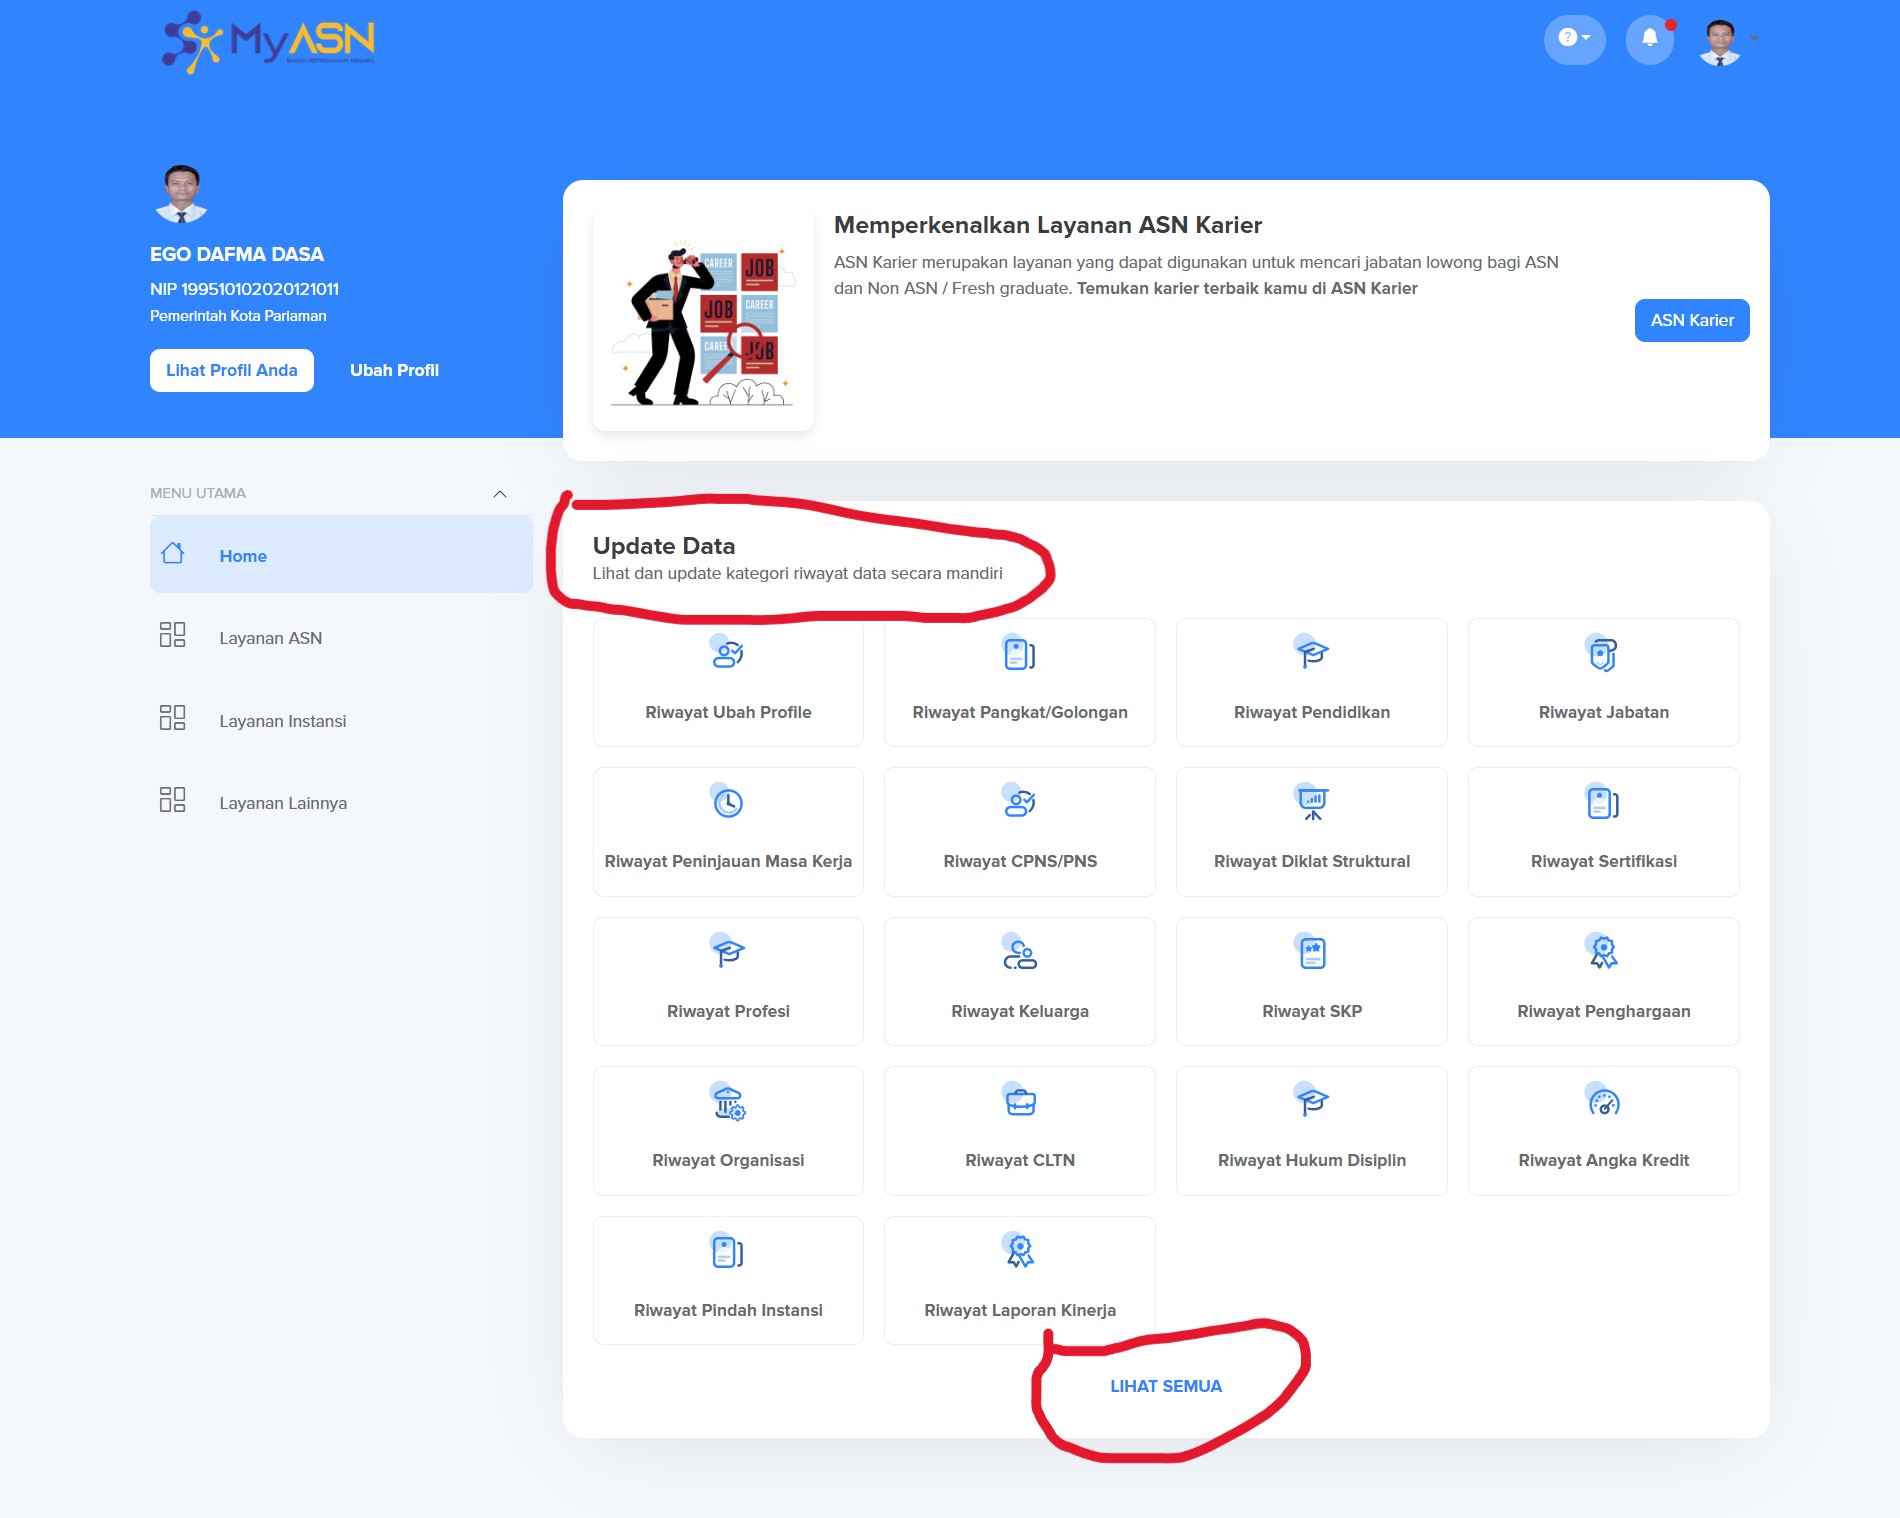 MyASN
BADAN KEPEGAWAIAN NEGARA
EGO DAFMA DASA
NIP 199510102020121011
Pemerintah Kota Pariaman
Lihat Profil Anda
Ubah Profil
CAREER
JOB
JOB
CAREER
CAREE
JOB
Memperkenalkan Layanan ASN Karier
ASN Karier merupakan layanan yang dapat digunakan untuk mencari jabatan lowong bagi ASN
dan Non ASN / Fresh graduate. Temukan karier terbaik kamu di ASN Karier
ASN Karier
MENU UTAMA
Home
Layanan ASN
Layanan Instansi
Layanan Lainnya
Update Data
Lihat dan update kategori riwayat data secara mandiri
Riwayat Ubah Profile
Riwayat Pangkat/Golongan
Riwayat Pendidikan
Riwayat Jabatan
Riwayat Peninjauan Masa Kerja
Riwayat CPNS/PNS
Riwayat Diklat Struktural
Riwayat Sertifikasi
Riwayat Profesi
Riwayat Keluarga
Riwayat SKP
Riwayat Penghargaan
Riwayat Organisasi
Riwayat CLTN
Riwayat Hukum Disiplin
Riwayat Angka Kredit
Riwayat Pindah Instansi
Riwayat Laporan Kinerja
LIHAT SEMUA